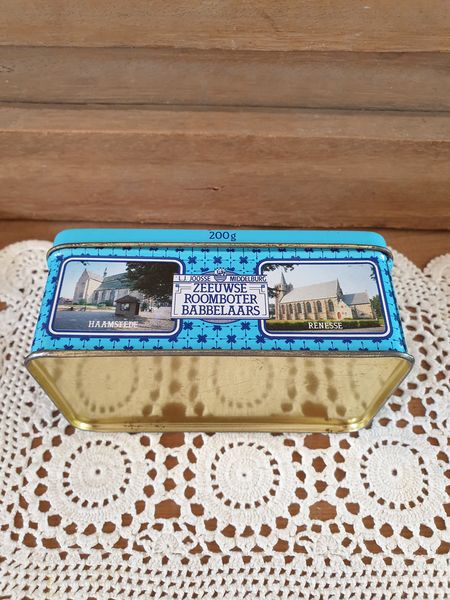 200g
L.J. JOOSSE MIDDELBURG
ZEEUWSE
ROOMBOTER
BABBELAARS
HAAMSTEDE
RENESSE